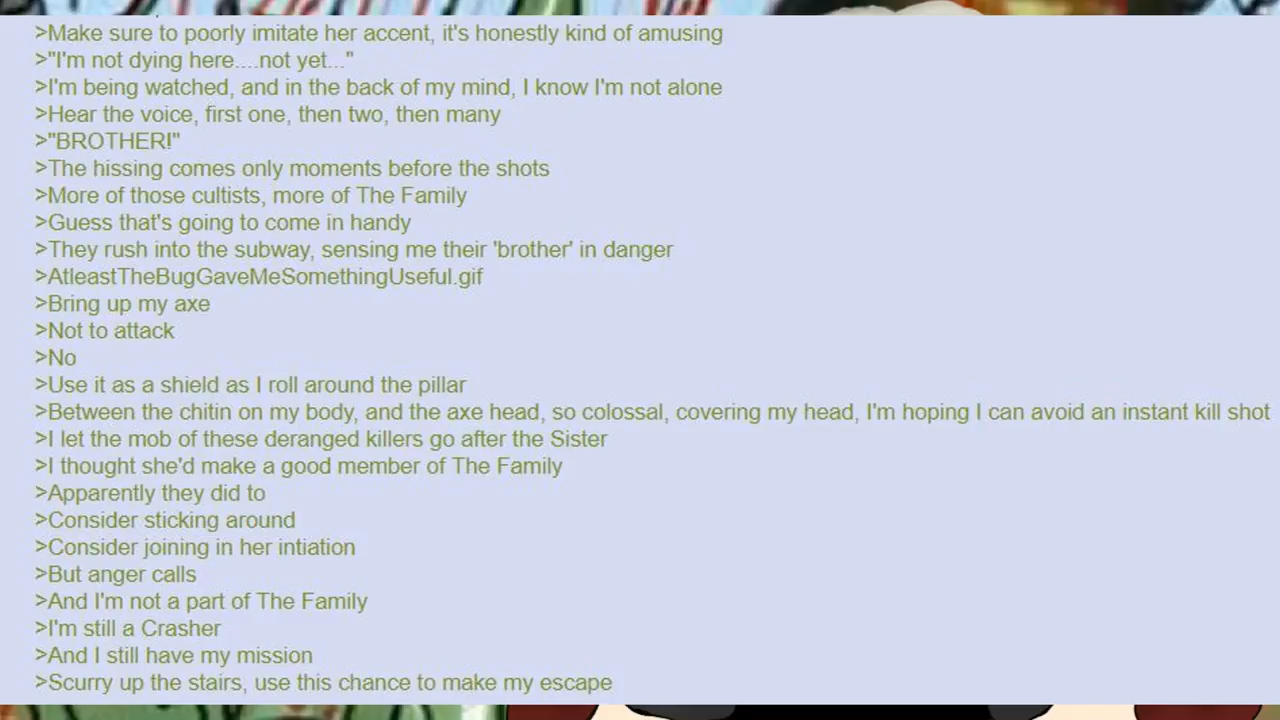 >Make sure to poorly imitate her accent, it's honestly kind of amusing
>"I'm not dying here....not yet..."
>I'm being watched, and in the back of my mind, I know I'm not alone
>Hear the voice, first one, then two, then many
>"BROTHER!"
>The hissing comes only moments before the shots
>More of those cultists, more of The Family
>Guess that's going to come in handy
>They rush into the subway, sensing me their 'brother' in danger
>AtleastTheBugGaveMeSomethingUseful.gif
>Bring up my axe
>Not to attack
>No
>Use it as a shield as I roll around the pillar
>Between the chitin on my body, and the axe head, so colossal, covering my head, I'm hoping I can avoid an instant kill shot
>I let the mob of these deranged killers go after the Sister
>I thought she'd make a good member of The Family
>Apparently they did to
>Consider sticking around
>Consider joining in her intiation
>But anger calls
>And I'm not a part of The Family
>I'm still a Crasher
>And I still have my mission
>Scurry up the stairs, use this chance to make my escape